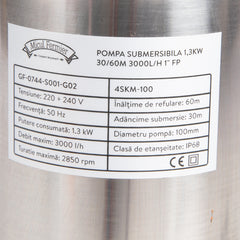 Micul Fermier
POMPA SUBMERSIBILA 1,3KW
30/60M 3000L/H 1" FP
GF-0744-S001-G02
Tensiune: 220 ÷ 240 V
Frecvență: 50 Hz
Putere consumată: 1.3 kW
Debit maxim: 3000 l/h
Turație maximă: 2850 rpm
4SKM-100
Înălțime de refulare: 60m
Adâncime submersie: 30m
Diametru pompă: 100mm
Clasă de etanșeitate: IP68